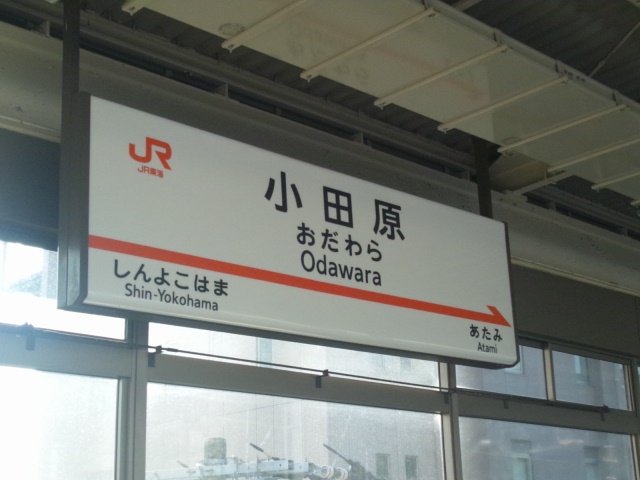 JR
JR東海
小田原
おだわら
Odawara
しんよこはま
Shin-Yokohama
あたみ
Atami